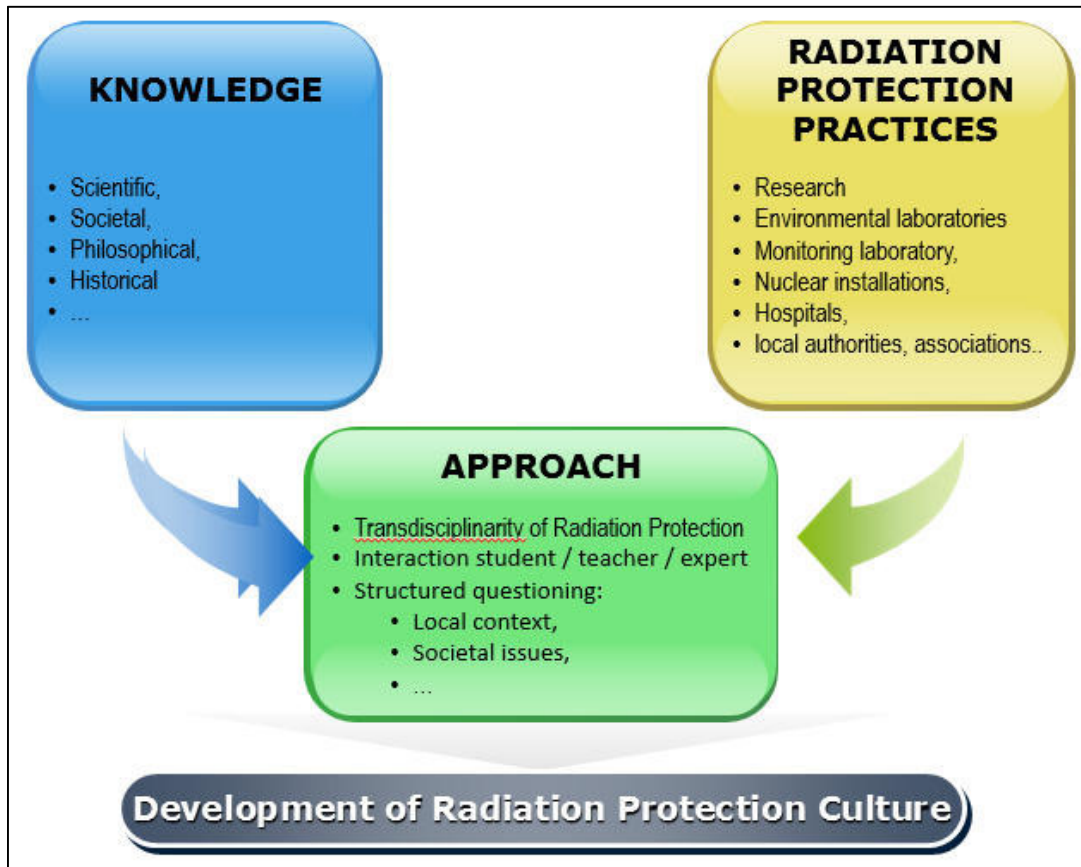 KNOWLEDGE
• Scientific,
• Societal,
• Philosophical,
• Historical
• ...
RADIATION
PROTECTION
PRACTICES
• Research
• Environmental laboratories
• Monitoring laboratory,
• Nuclear installations,
• Hospitals,
• local authorities, associations..
APPROACH
• Transdisciplinarity of Radiation Protection
• Interaction student / teacher / expert
• Structured questioning:
• Local context,
• Societal issues,
• ...
Development of Radiation Protection Culture